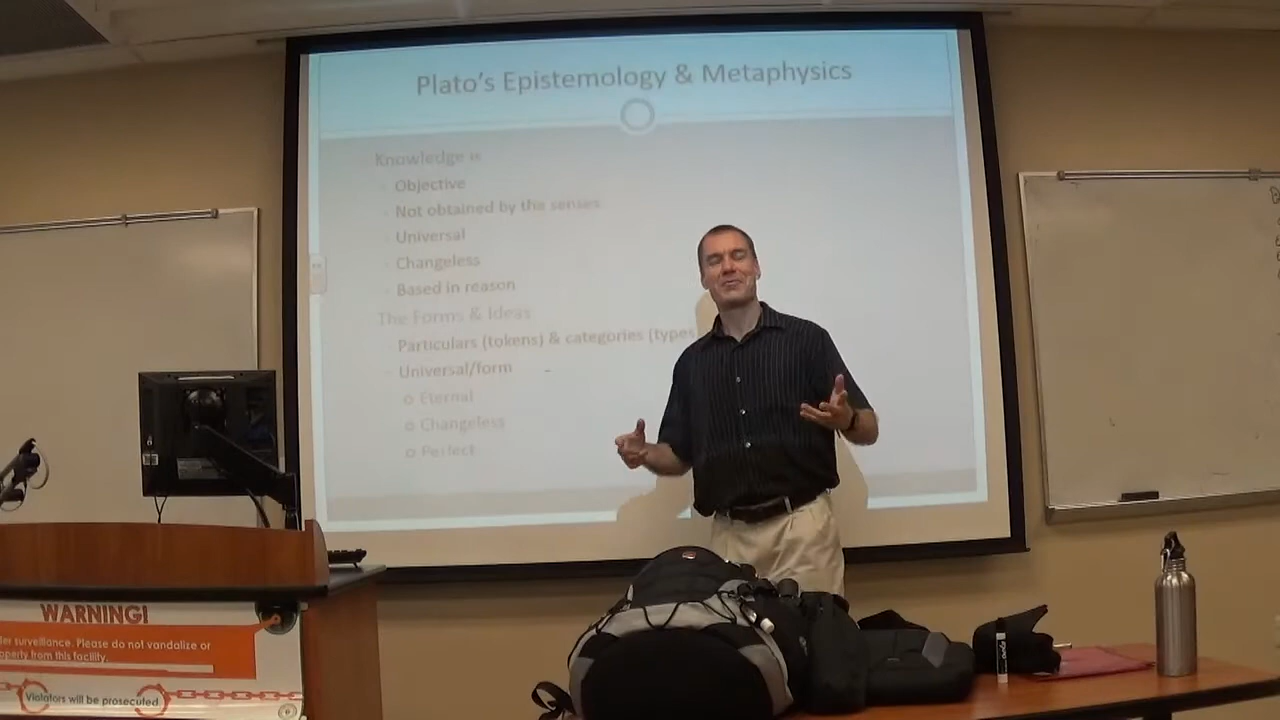 Plato's Epistemology & Metaphysics
Knowledge is
Objective
Not obtained by the senses
Universal
Changeless
Based in reason
The Forms & Ideas
Particulars (tokens) & categories (types
Universal/form
Eternal
Changeless
Perfect
WARNING!
surveillance. Please do not vandalize or
from this facility.
Violators will be prosecuted